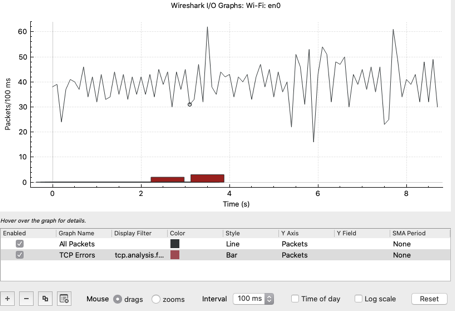 Wireshark I/O Graphs: Wi-Fi: en0
Packets/100 ms
60
50
40
30
20
10
0
0 2 4 6 8
Time (s)
Hover over the graph for details.
Enabled Graph Name Display Filter Color Style Y Axis Y Field SMA Period
All Packets Line Packets None
TCP Errors tcp.analysis.f... Bar Packets None
+ − Mouse drags zooms Interval 100 ms Time of day Log scale Reset